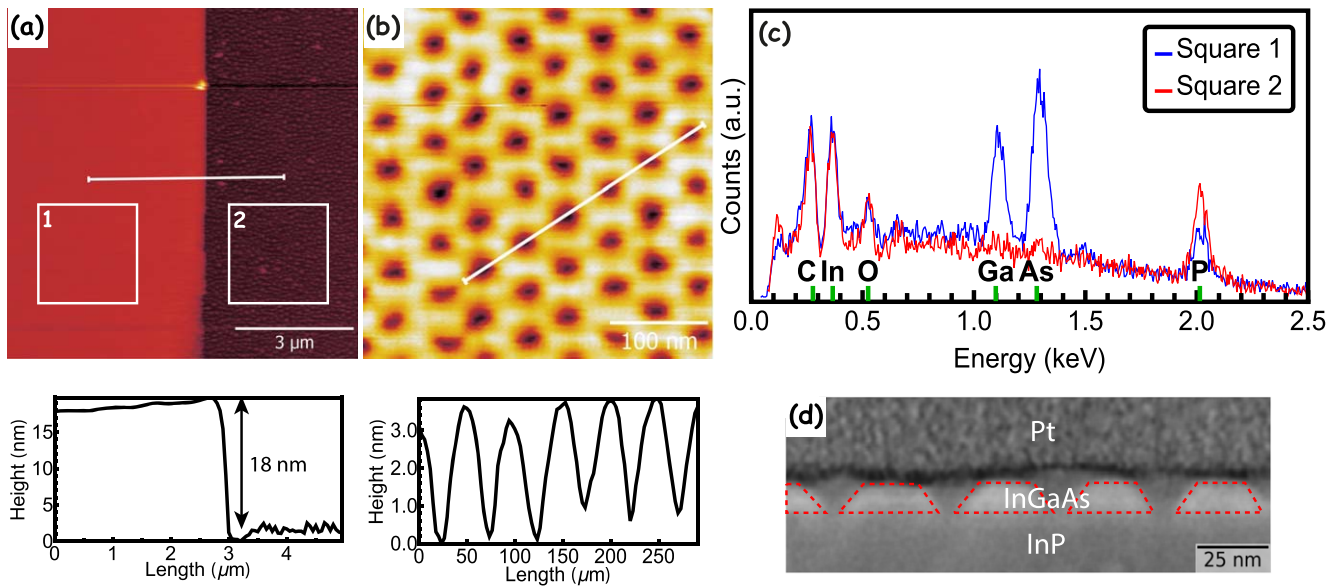 (a)
1
2
3 µm
(b)
100 nm
(c)
Square 1
Square 2
Counts (a.u.)
C In O Ga As P
0.0 0.5 1.0 1.5 2.0 2.5
Energy (keV)
Height (nm)
15
10
5
0
18 nm
0 1 2 3 4
Length (µm)
Height (nm)
3.0
2.0
1.0
0.0
0 50 100 150 200 250
Length (µm)
(d)
Pt
InGaAs
InP
25 nm